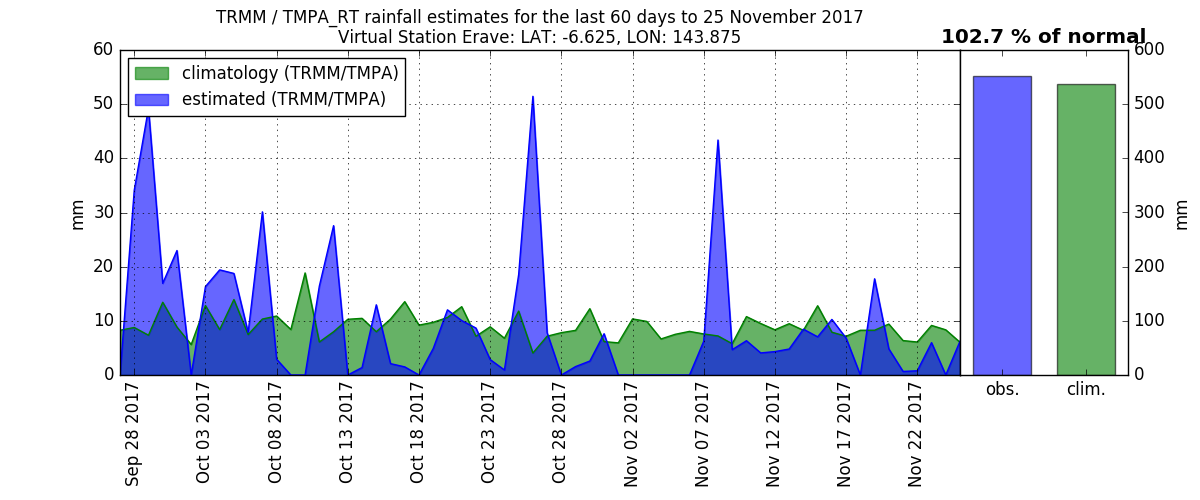 TRMM / TMPA_RT rainfall estimates for the last 60 days to 25 November 2017
Virtual Station Erave: LAT: -6.625, LON: 143.875
102.7 % of normal
climatology (TRMM/TMPA)
estimated (TRMM/TMPA)
60
50
40
30
20
10
0
mm
600
500
400
300
200
100
0
mm
Sep 28 2017
Oct 03 2017
Oct 08 2017
Oct 13 2017
Oct 18 2017
Oct 23 2017
Oct 28 2017
Nov 02 2017
Nov 07 2017
Nov 12 2017
Nov 17 2017
Nov 22 2017
obs.
clim.